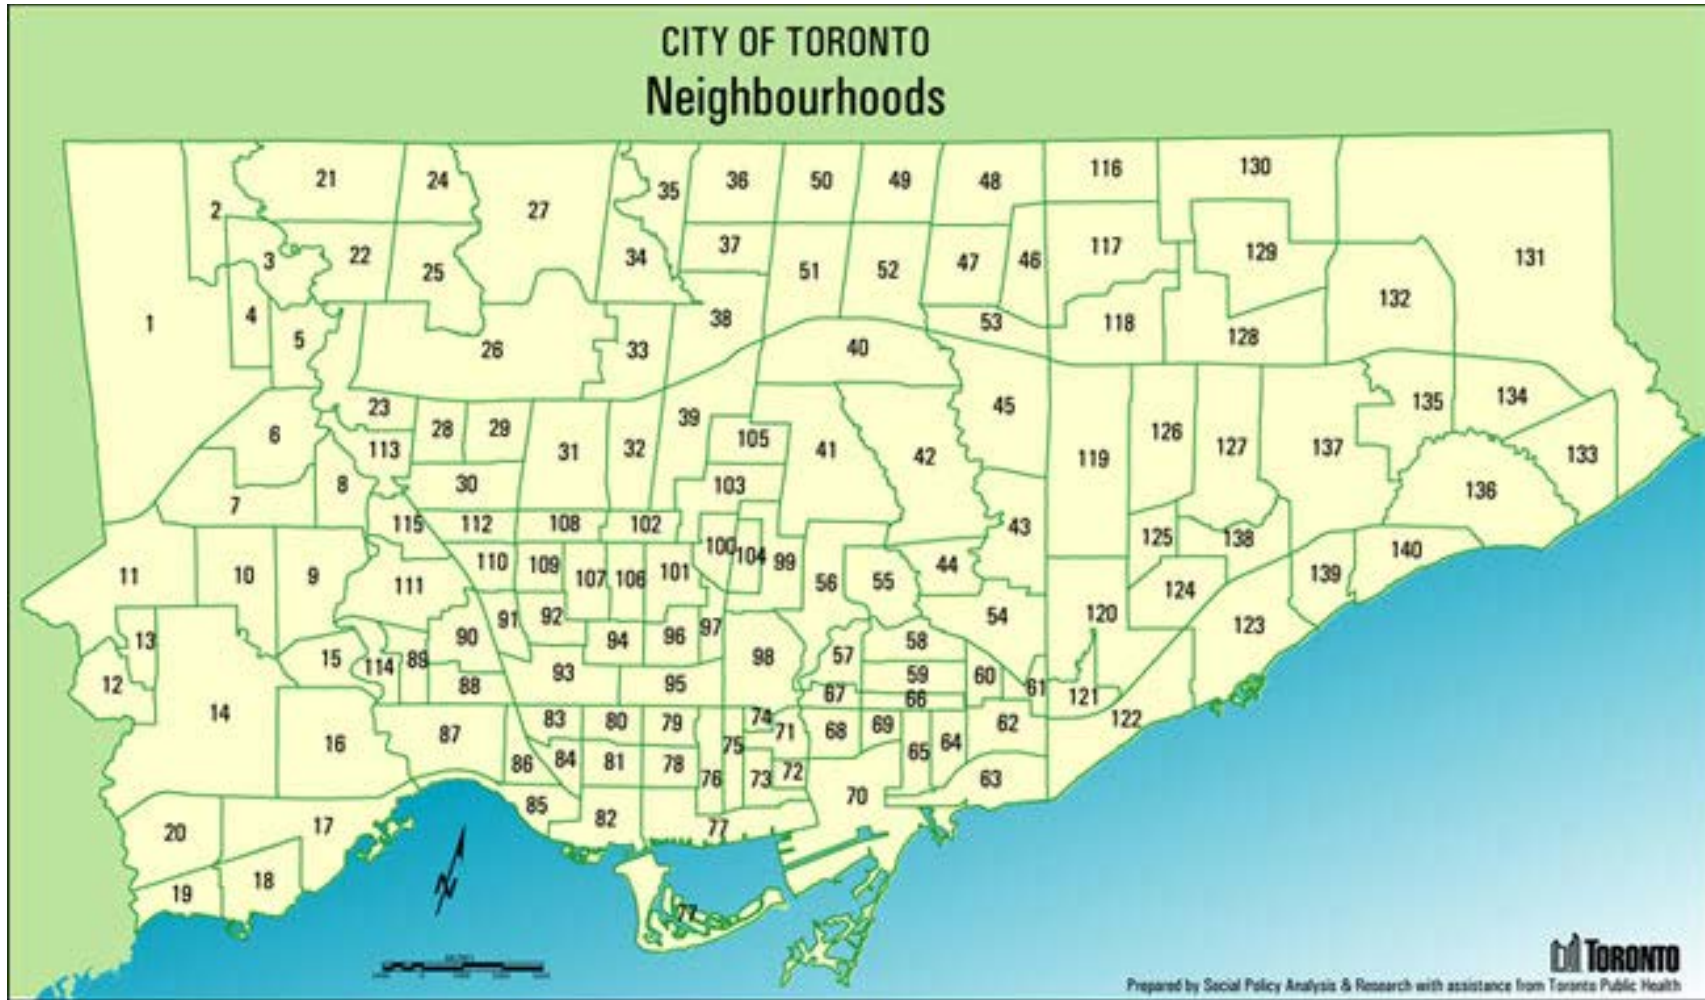 CITY OF TORONTO
Neighbourhoods
116 130
21 24 35 36 50 49 48
2 27
37 117 129
3 22 25 34 51 52 47 46 131
132
1 4 5 26 33 38 40 53 118 128
23 39 45 135 134
6 28 29 31 32 105 41 42 126 127 137 133
113
7 8 30 103 119 136
115 112 108 102 43 125 138
11 10 9 110 109 107 106 101 100 104 99 56 55 44 139 140
111 124
13 91 92 54 120 123
15 114 89 90 94 96 97 98 57 58
12 88 93 95 59 60 61
67 66 121
14 16 87 83 80 79 74 71 68 69 62 122
86 84 81 78 75 76 73 72 65 64 63
20 17 85 82 77 70
19 18
77
N
TORONTO
Prepared by Social Policy Analysis & Research with assistance from Toronto Public Health